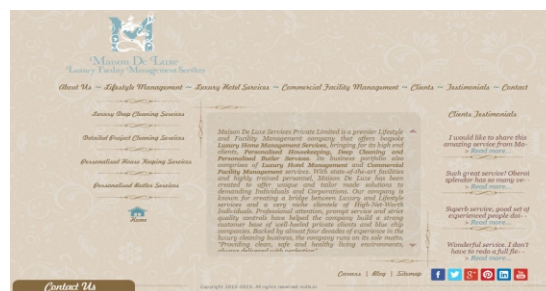 Maison De Luxe
Luxury Facility Management Services
About Us ~ Lifestyle Management ~ Luxury Hotel Services ~ Commercial Facility Management ~ Clients ~ Testimonials ~ Contact
Luxury Deep Cleaning Services
Detailed Project Cleaning Services
Personalised House Keeping Services
Personalised Butler Services
Home
Maison De Luxe Services Private Limited is a premier Lifestyle
and Facility Management company that offers bespoke
Luxury Home Management Services, bringing for its high end
clients, Personalised Housekeeping, Deep Cleaning and
Personalised Butler Services. Its business portfolio also
comprises of Luxury Hotel Management and Commercial
Facility Management services. With state-of-the-art facilities
and highly trained personnel, Maison De Luxe has been
created to offer unique and tailor made solutions to
demanding Individuals and Corporations. Our company is
known for creating a bridge between Luxury and Lifestyle
services and a very niche clientele of High-Net-Worth
Individuals. Professional attention, prompt service and strict
quality controls have helped the company build a strong
customer base of well-heeled private clients and blue chip
companies. Backed by almost four decades of experience in the
luxury cleaning business, the company runs on its sole motto,
"Providing clean, safe and healthy living environments,
always delivered with perfection"
Clients Testimonials
I would like to share this
amazing service from Ma--
» Read more...
Such great service! Oberoi
splendor has so many ve--
» Read more...
Superb service, good set of
experienced people doi--
» Read more...
Wonderful service. I don't
have to redo a full fle--
» Read more...
Careers | Blog | Sitemap
Contact Us
Copyright 2012-2013. All rights reserved